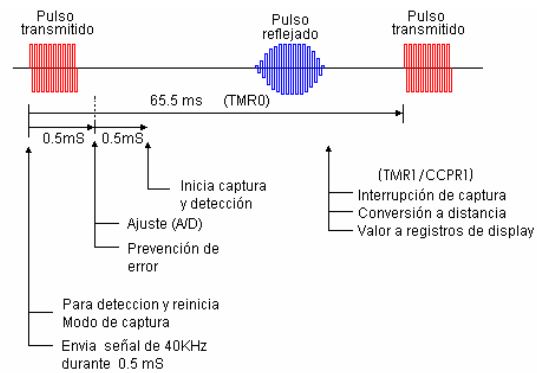 Pulso
transmitido
Pulso
reflejado
Pulso
transmitido
65.5 ms (TMR0)
0.5mS
0.5mS
Inicia captura
y detección
(TMR1/CCPR1)
Interrupción de captura
Conversión a distancia
Valor a registros de display
Ajuste (A/D)
Prevención de
error
Para deteccion y reinicia
Modo de captura
Envia señal de 40KHz
durante 0.5 mS